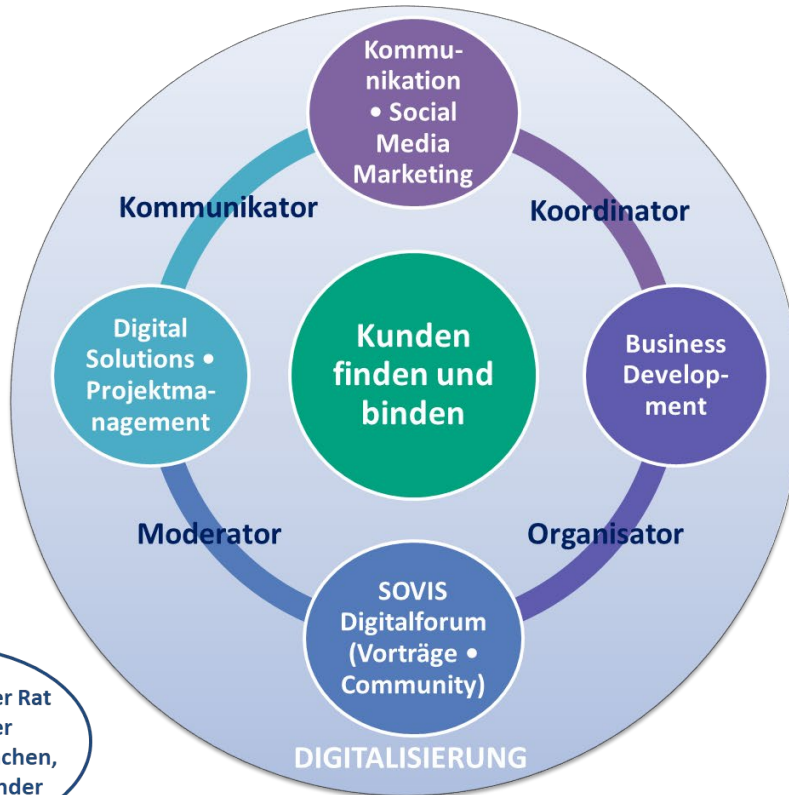 Kommu-
nikation
• Social
Media
Marketing
Kommunikator
Koordinator
Digital
Solutions •
Projektma-
nagement
Kunden
finden und
binden
Business
Develop-
ment
Moderator
Organisator
SOVIS
Digitalforum
(Vorträge •
Community)
DIGITALISIERUNG
er Rat
er
chen,
nder